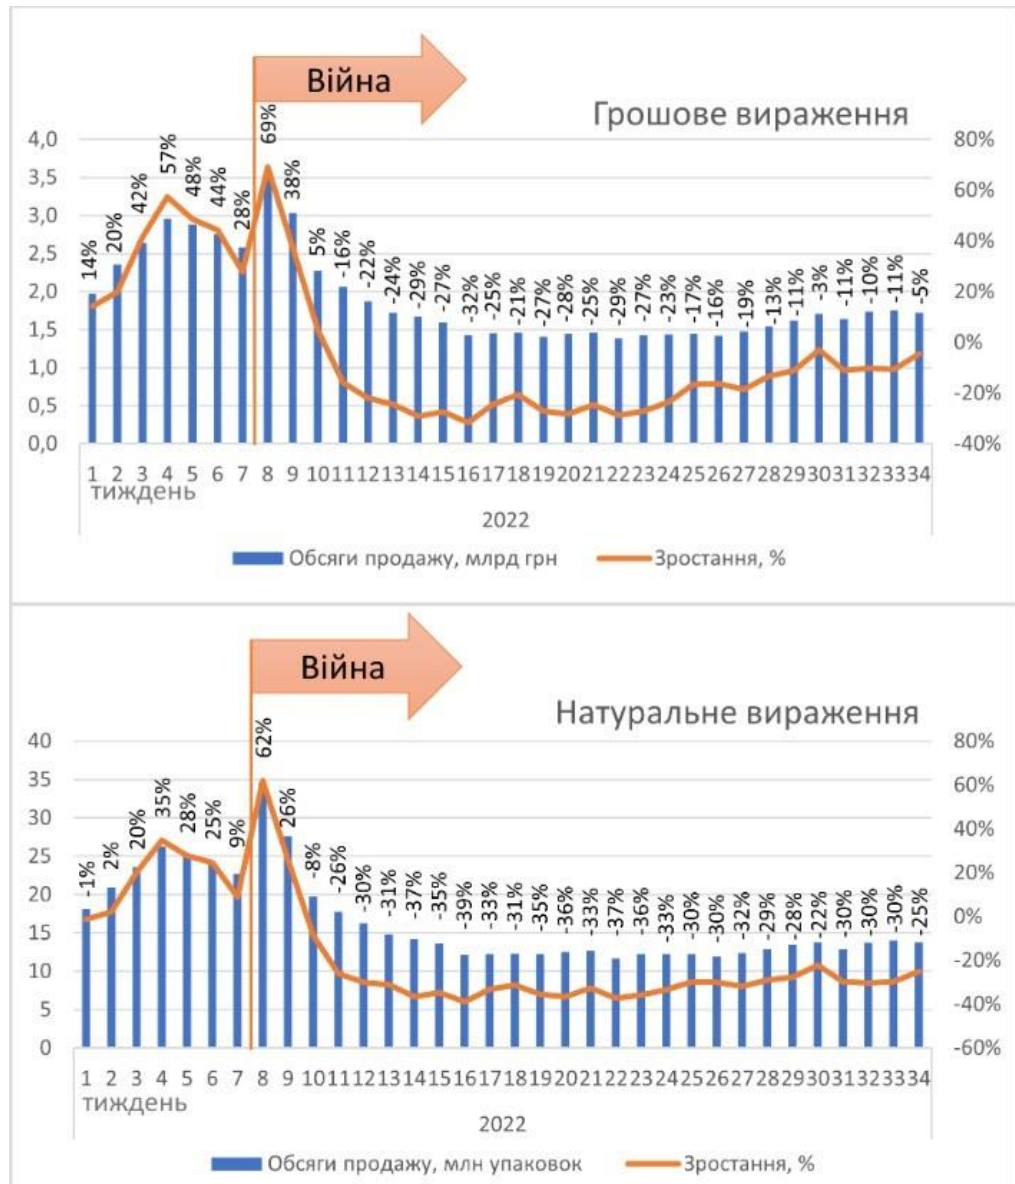 Війна
Грошове вираження
4,0
3,5
3,0
2,5
2,0
1,5
1,0
0,5
0,0
14% 20% 42% 57% 48% 44% 28% 69% 38% 5% -16% -22% -24% -29% -27% -32% -25% -21% -27% -28% -25% -29% -27% -23% -17% -16% -19% -13% -11% -3% -11% -10% -11% -5%
80%
60%
40%
20%
0%
-20%
-40%
1 2 3 4 5 6 7 8 9 10 11 12 13 14 15 16 17 18 19 20 21 22 23 24 25 26 27 28 29 30 31 32 33 34
тиждень
2022
Обсяги продажу, млрд грн Зростання, %
Війна
Натуральне вираження
40
35
30
25
20
15
10
5
0
-1% 2% 20% 35% 28% 25% 9% 62% 26% -8% -26% -30% -31% -37% -35% -39% -33% -31% -35% -36% -33% -37% -36% -33% -30% -30% -32% -29% -28% -22% -30% -30% -30% -25%
80%
60%
40%
20%
0%
-20%
-40%
-60%
1 2 3 4 5 6 7 8 9 10 11 12 13 14 15 16 17 18 19 20 21 22 23 24 25 26 27 28 29 30 31 32 33 34
тиждень
2022
Обсяги продажу, млн упаковок Зростання, %